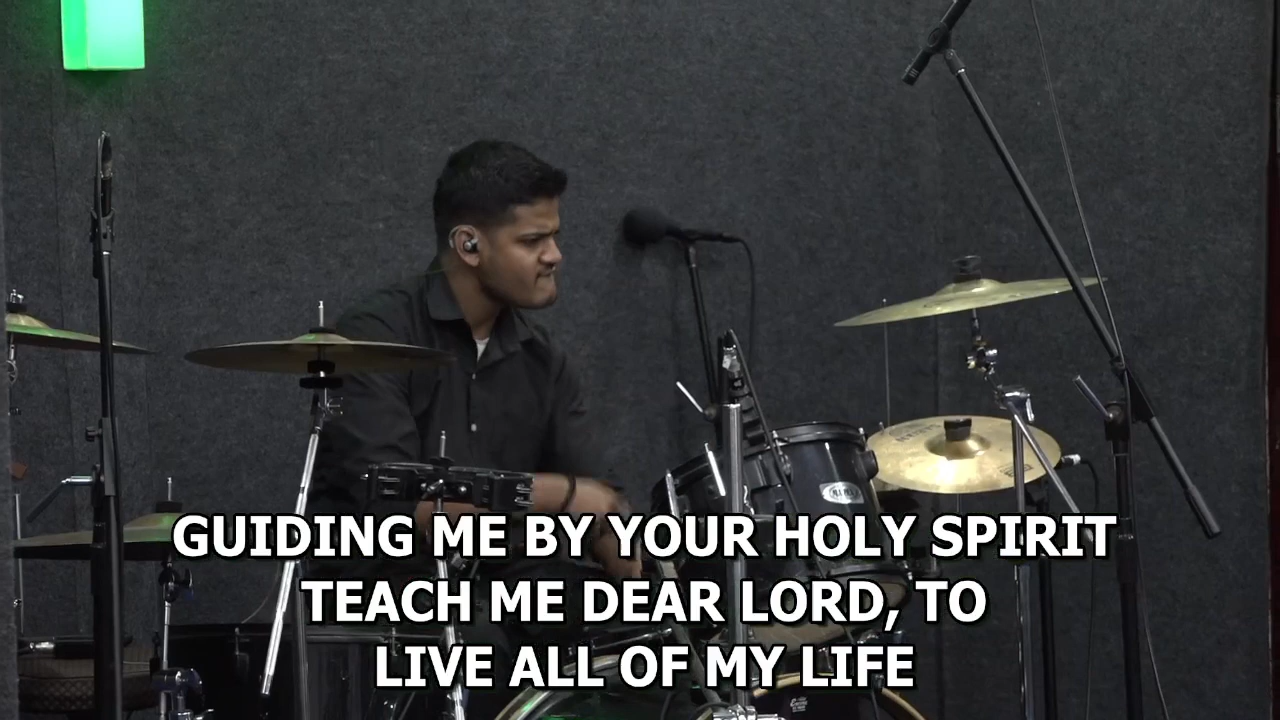 GUIDING ME BY YOUR HOLY SPIRIT
TEACH ME DEAR LORD, TO
LIVE ALL OF MY LIFE